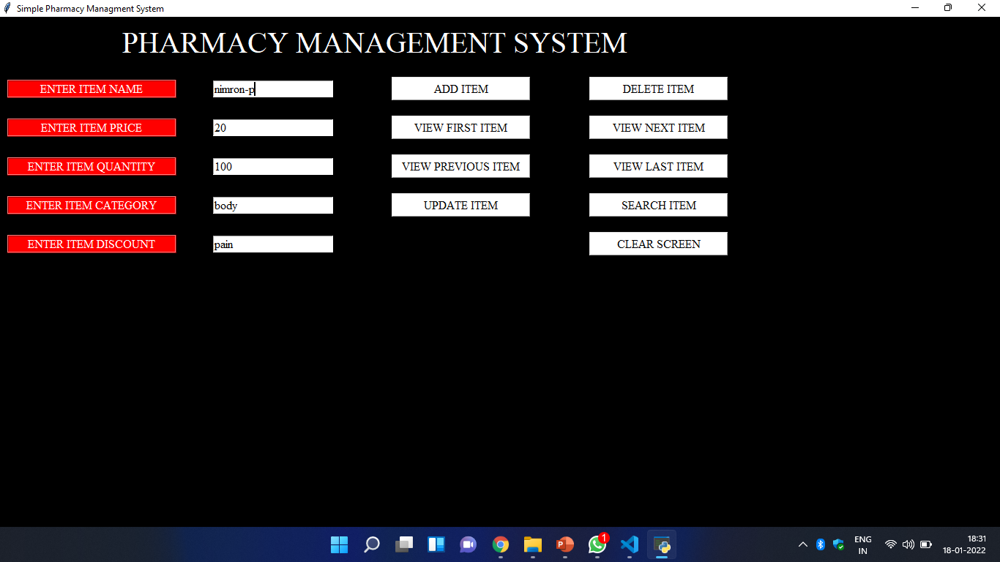 Simple Pharmacy Managment System
PHARMACY MANAGEMENT SYSTEM
ENTER ITEM NAME
nimron-p
ADD ITEM
DELETE ITEM
ENTER ITEM PRICE
20
VIEW FIRST ITEM
VIEW NEXT ITEM
ENTER ITEM QUANTITY
100
VIEW PREVIOUS ITEM
VIEW LAST ITEM
ENTER ITEM CATEGORY
body
UPDATE ITEM
SEARCH ITEM
ENTER ITEM DISCOUNT
pain
CLEAR SCREEN
1
ENG
IN
18:31
18-01-2022